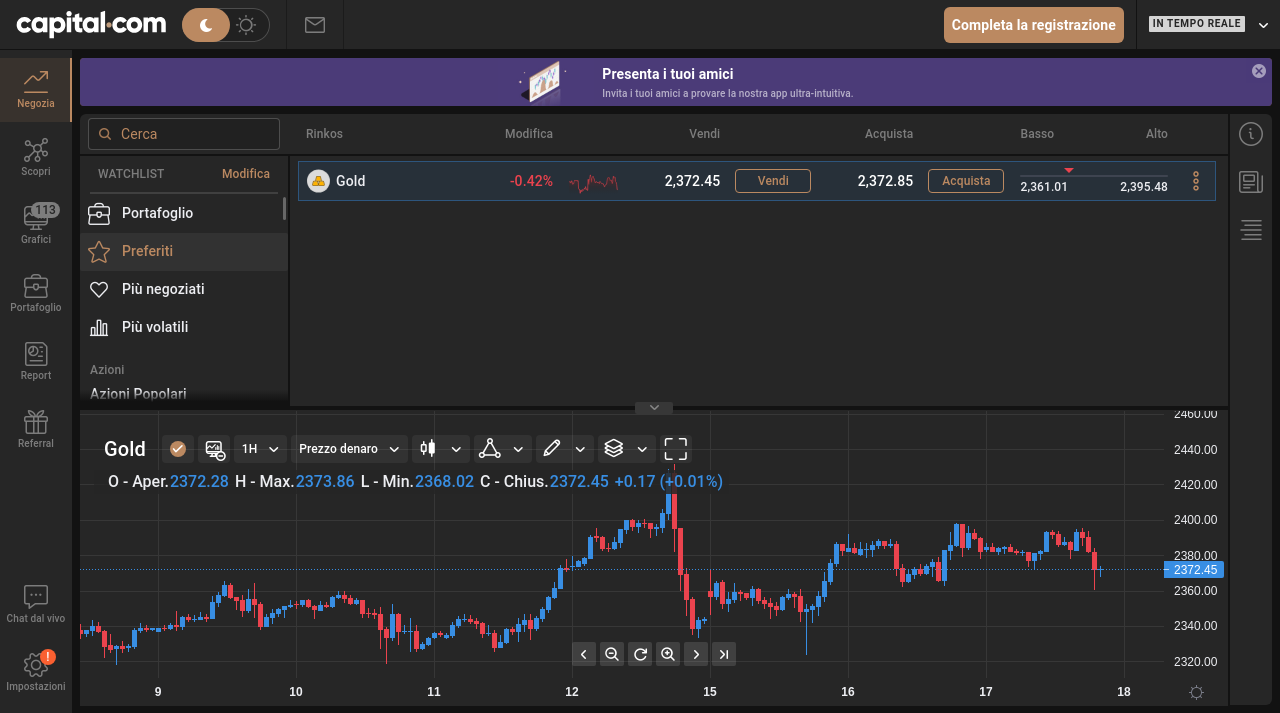 capital.com
Completa la registrazione
IN TEMPO REALE
Presenta i tuoi amici
Invita i tuoi amici a provare la nostra app ultra-intuitiva.
Negozia
Scopri
113
Grafici
Portafoglio
Report
Referral
Chat dal vivo
!
Impostazioni
Cerca
WATCHLIST Modifica
Portafoglio
Preferiti
Più negoziati
Più volatili
Azioni
Azioni Popolari
Rinkos Modifica Vendi Acquista Basso Alto
Gold -0.42% 2,372.45 Vendi 2,372.85 Acquista 2,361.01 2,395.48
Gold 1H Prezzo denaro
O - Aper.2372.28 H - Max.2373.86 L - Min.2368.02 C - Chius.2372.45 +0.17 (+0.01%)
2460.00
2440.00
2420.00
2400.00
2380.00
2372.45
2360.00
2340.00
2320.00
9 10 11 12 15 16 17 18